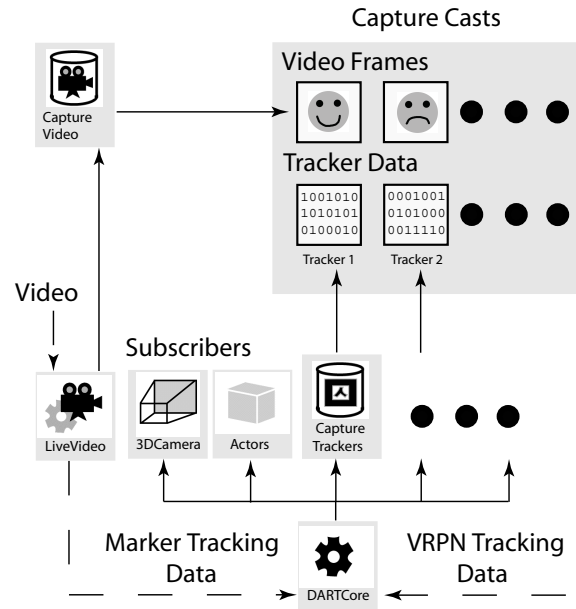 Capture Casts
Video Frames
Capture
Video
Tracker Data
1001010
1010101
0100010
0001001
0101000
0011110
Tracker 1
Tracker 2
Video
Subscribers
LiveVideo
3DCamera
Actors
Capture
Trackers
Marker Tracking
Data
VRPN Tracking
Data
DARTCore